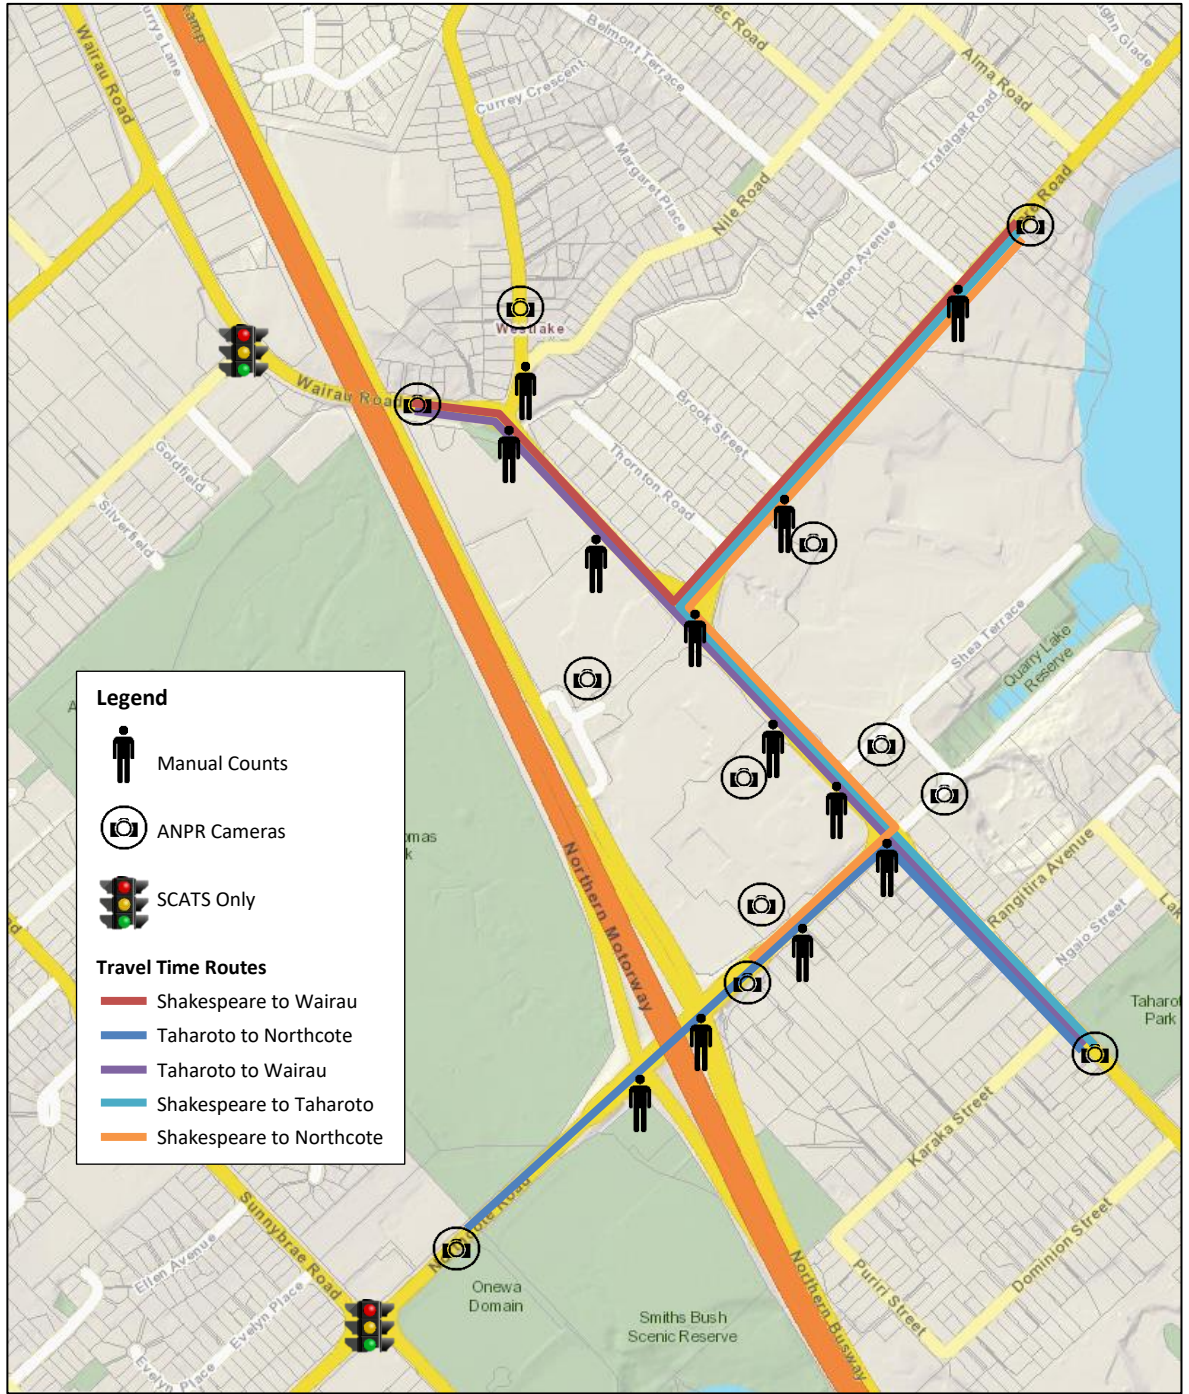 Ramp
Wairau Road
Currey Crescent
Belmont Terrace
Alma Road
Trafalgar Road
Margaret Place
Nile Road
Napoleon Avenue
Westlake
Wairau Road
Brook Street
Thornton Road
Goldfield
Silverfield
Shea Terrace
Quarry Lake
Reserve
Legend
Manual Counts
ANPR Cameras
SCATS Only
Travel Time Routes
Shakespeare to Wairau
Taharoto to Northcote
Taharoto to Wairau
Shakespeare to Taharoto
Shakespeare to Northcote
Northern Motorway
Rangitira Avenue
Ngaio Street
Karaka Street
Puriri Street
Dominion Street
Park
Sunnybrae Road
Ellen Avenue
Evelyn Place
Evelyn Place
Onewa
Domain
Smiths Bush
Scenic Reserve
Northern Busway